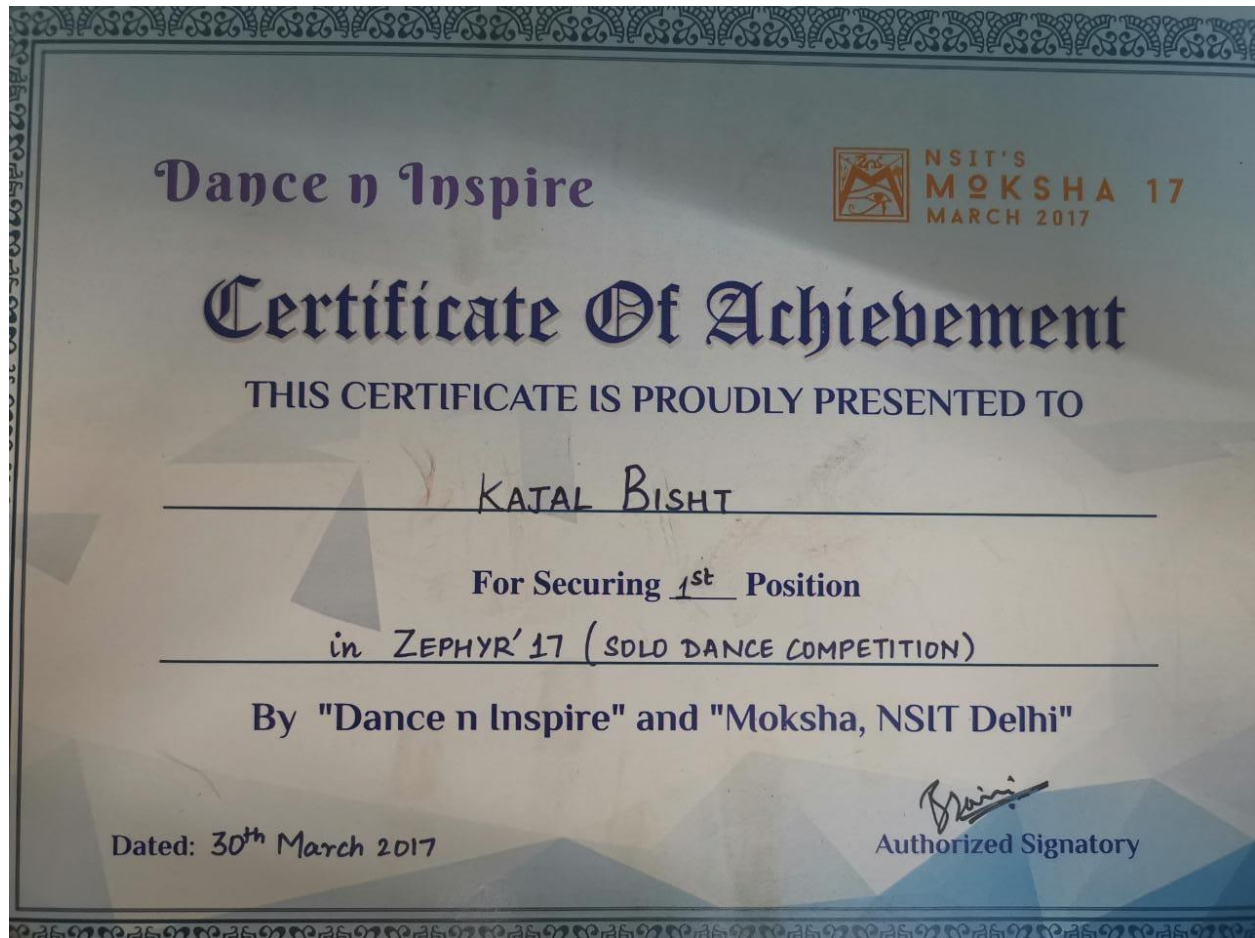 Dance n Inspire
NSIT'S
MOKSHA 17
MARCH 2017
Certificate Of Achievement
THIS CERTIFICATE IS PROUDLY PRESENTED TO
KAJAL BISHT
For Securing 1st Position
in ZEPHYR'17 (SOLO DANCE COMPETITION)
By "Dance n Inspire" and "Moksha, NSIT Delhi"
Dated: 30th March 2017
Authorized Signatory